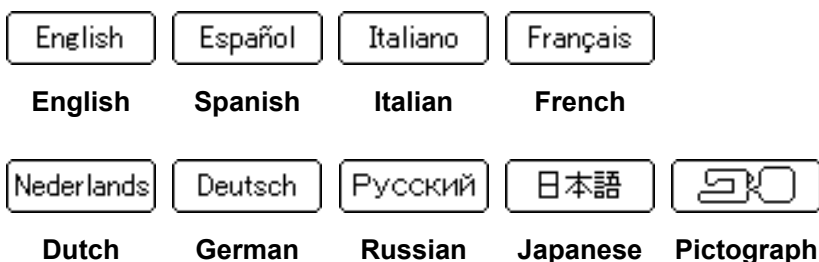 English Español Italiano Français
English Spanish Italian French
Nederlands Deutsch Русский 日本語
Dutch German Russian Japanese Pictograph